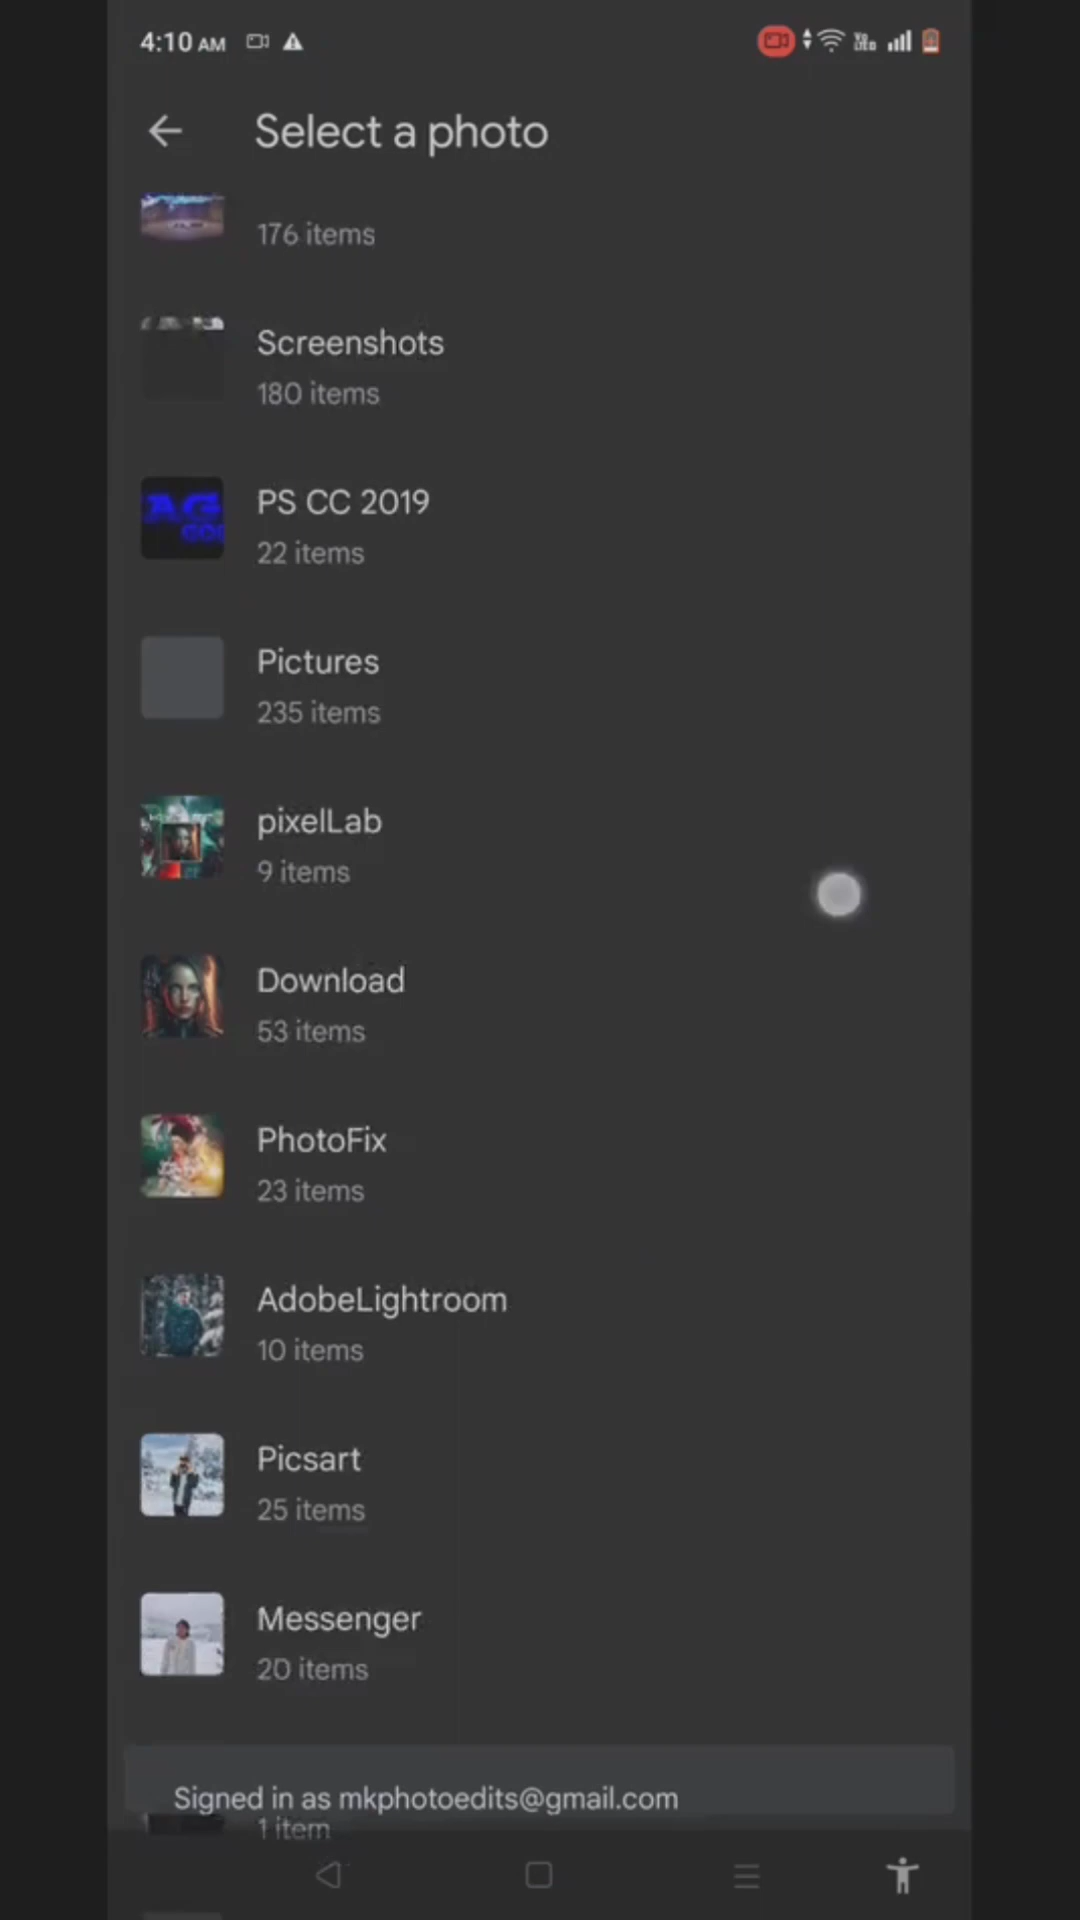 4:10 AM
Select a photo
176 items
Screenshots
180 items
PS CC 2019
22 items
Pictures
235 items
pixelLab
9 items
Download
53 items
PhotoFix
23 items
AdobeLightroom
10 items
Picsart
25 items
Messenger
20 items
Signed in as mkphotoedits@gmail.com
1 item